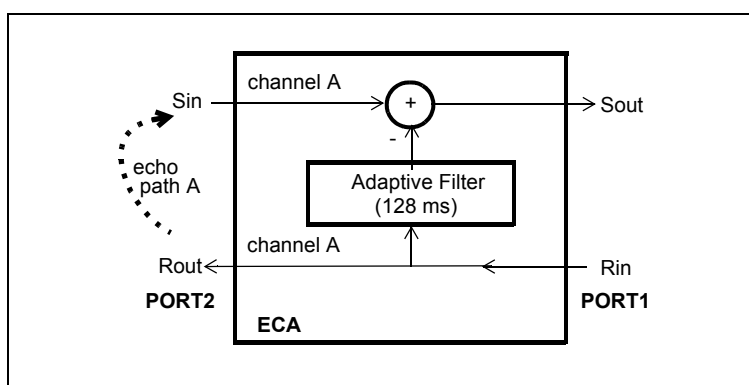 channel A
Sin
+
Sout
-
echo
path A
Adaptive Filter
(128 ms)
channel A
Rout
Rin
PORT2
PORT1
ECA